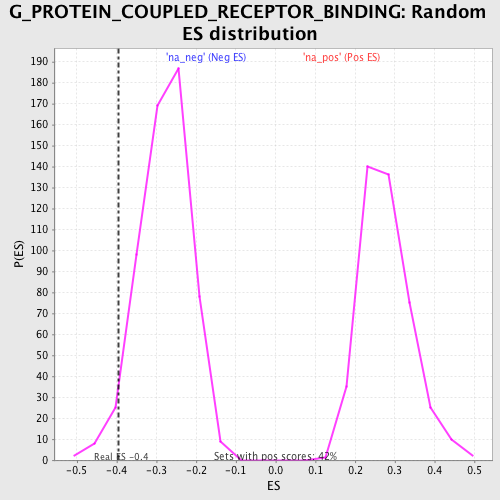 G_PROTEIN_COUPLED_RECEPTOR_BINDING: Random
ES distribution
'na_neg' (Neg ES)
'na_pos' (Pos ES)
190
180
170
160
150
140
130
120
110
100
90
80
70
60
50
40
30
20
10
0
P(ES)
Real ES -0.4
Sets with pos scores: 42%
-0.5 -0.4 -0.3 -0.2 -0.1 0.0 0.1 0.2 0.3 0.4 0.5
ES